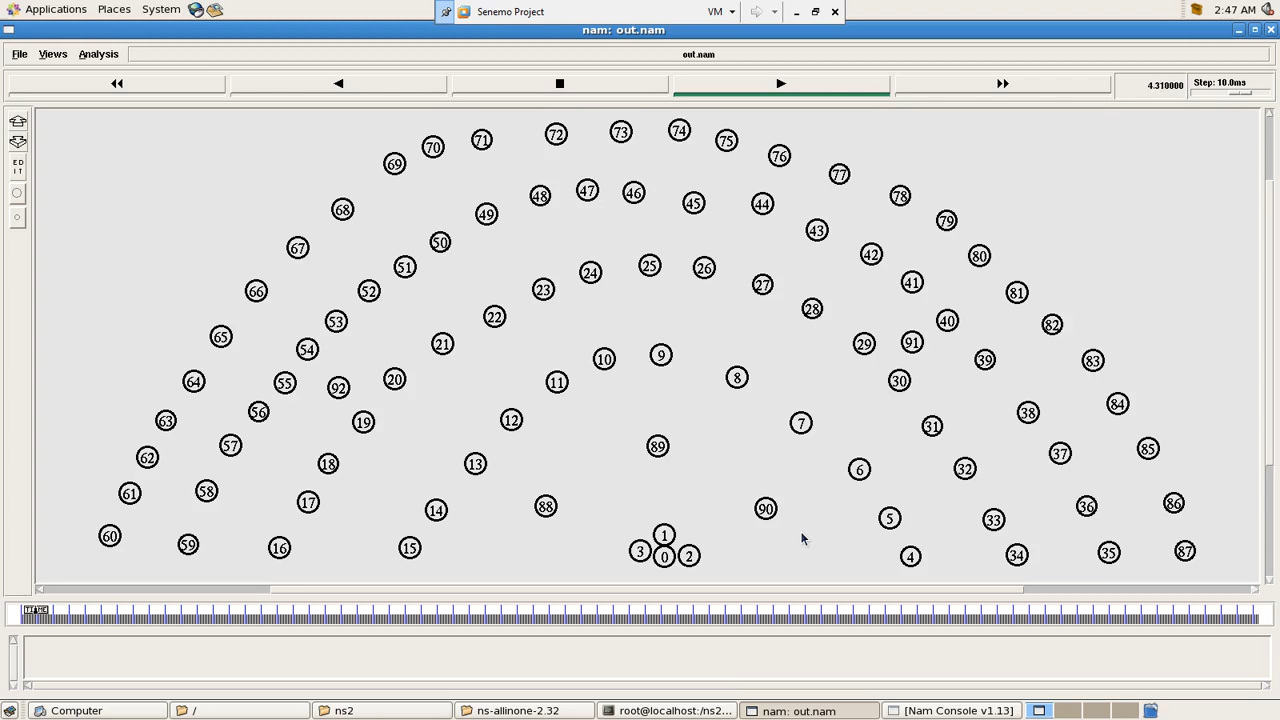 Applications Places System Senemo Project VM 2:47 AM
nam: out.nam
File Views Analysis out.nam
4.310000 Step: 10.0ms
74
72 73
71 75
70 76
69 77
ED
IT
47 46 48 78
45 44
68 49 79
43
50 42 80
67
25 26
51 24 41
66 52 23 27 81
28
22 53 40 82
65
54 21 29 91
9 10 39 83
64 55 92 20 11 8 30
56 38 84
63 19 12 7 31
57 89 37 85
62 18 13 6 32
61 58 17 14 88 90 36 86
5 33
60 59 16 15 3 1 0 2 4 34 35 87
TIME
Computer / ns2 ns-allinone-2.32 root@localhost:/ns2... nam: out.nam [Nam Console v1.13]